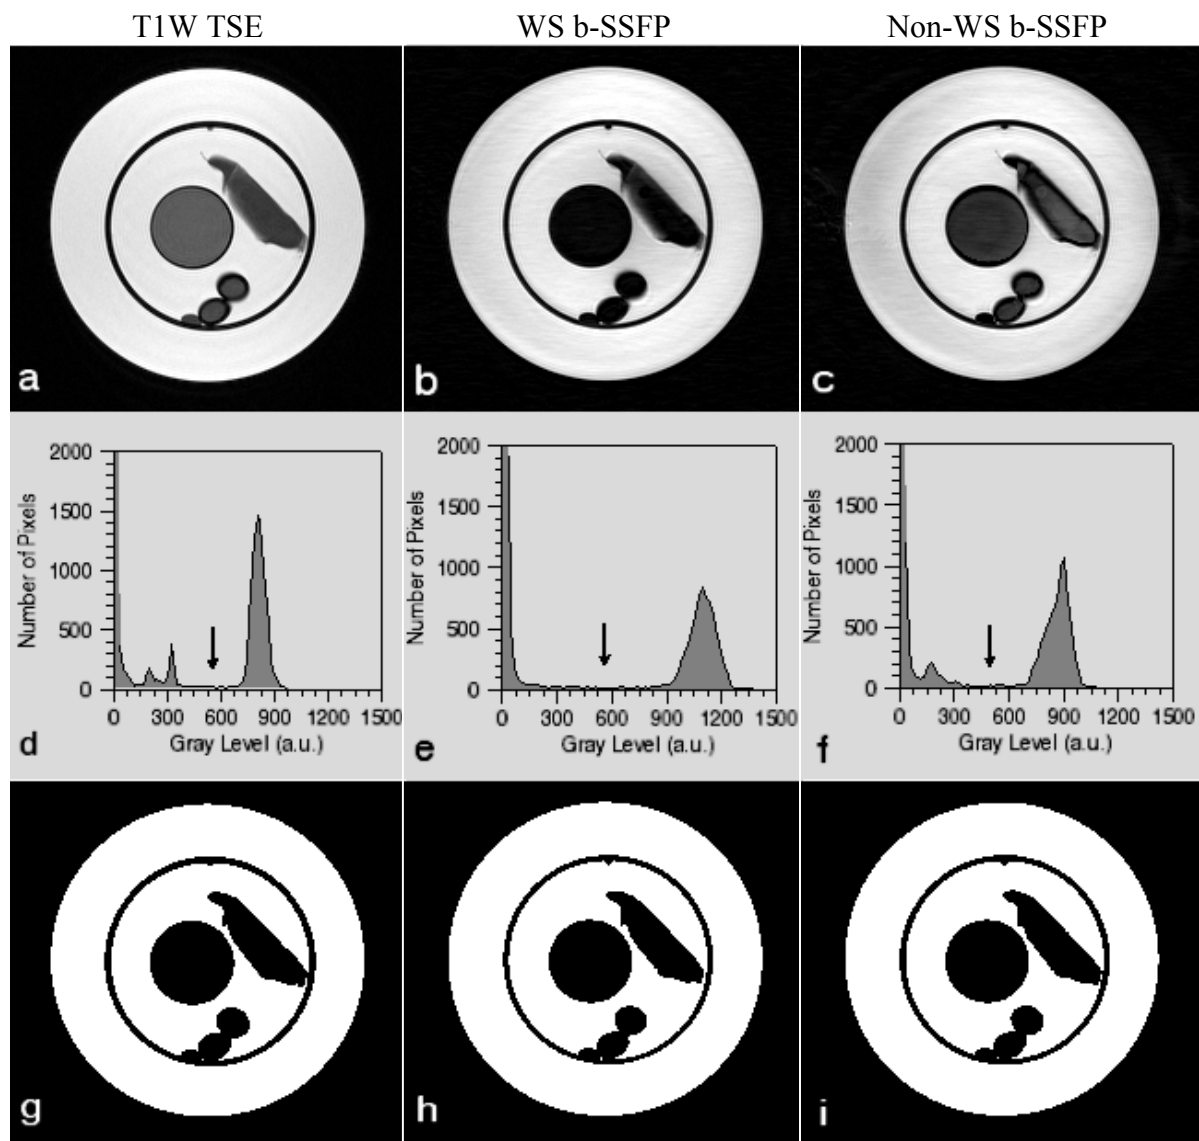 T1W TSE WS b-SSFP Non-WS b-SSFP
a b c
2000 2000 2000
1500 1500 1500
1000 1000 1000
500 500 500
0 0 0
Number of Pixels Number of Pixels Number of Pixels
0 300 600 900 1200 1500 0 300 600 900 1200 1500 0 300 600 900 1200 1500
Gray Level (a.u.) Gray Level (a.u.) Gray Level (a.u.)
d e f
g h i